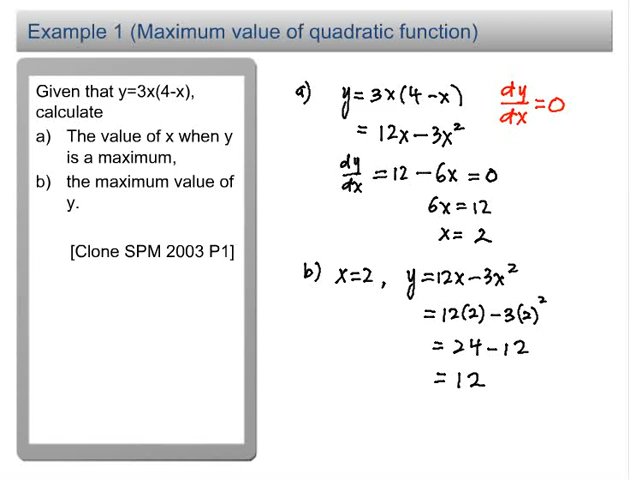 Example 1 (Maximum value of quadratic function)
Given that y=3x(4-x),
calculate
a) The value of x when y
is a maximum,
b) the maximum value of
y.
[Clone SPM 2003 P1]
a) y = 3x(4-x)
dy/dx = 0
= 12x - 3x²
dy/dx = 12 - 6x = 0
6x = 12
x = 2
b) x=2, y = 12x - 3x²
= 12(2) - 3(2)²
= 24 - 12
= 12